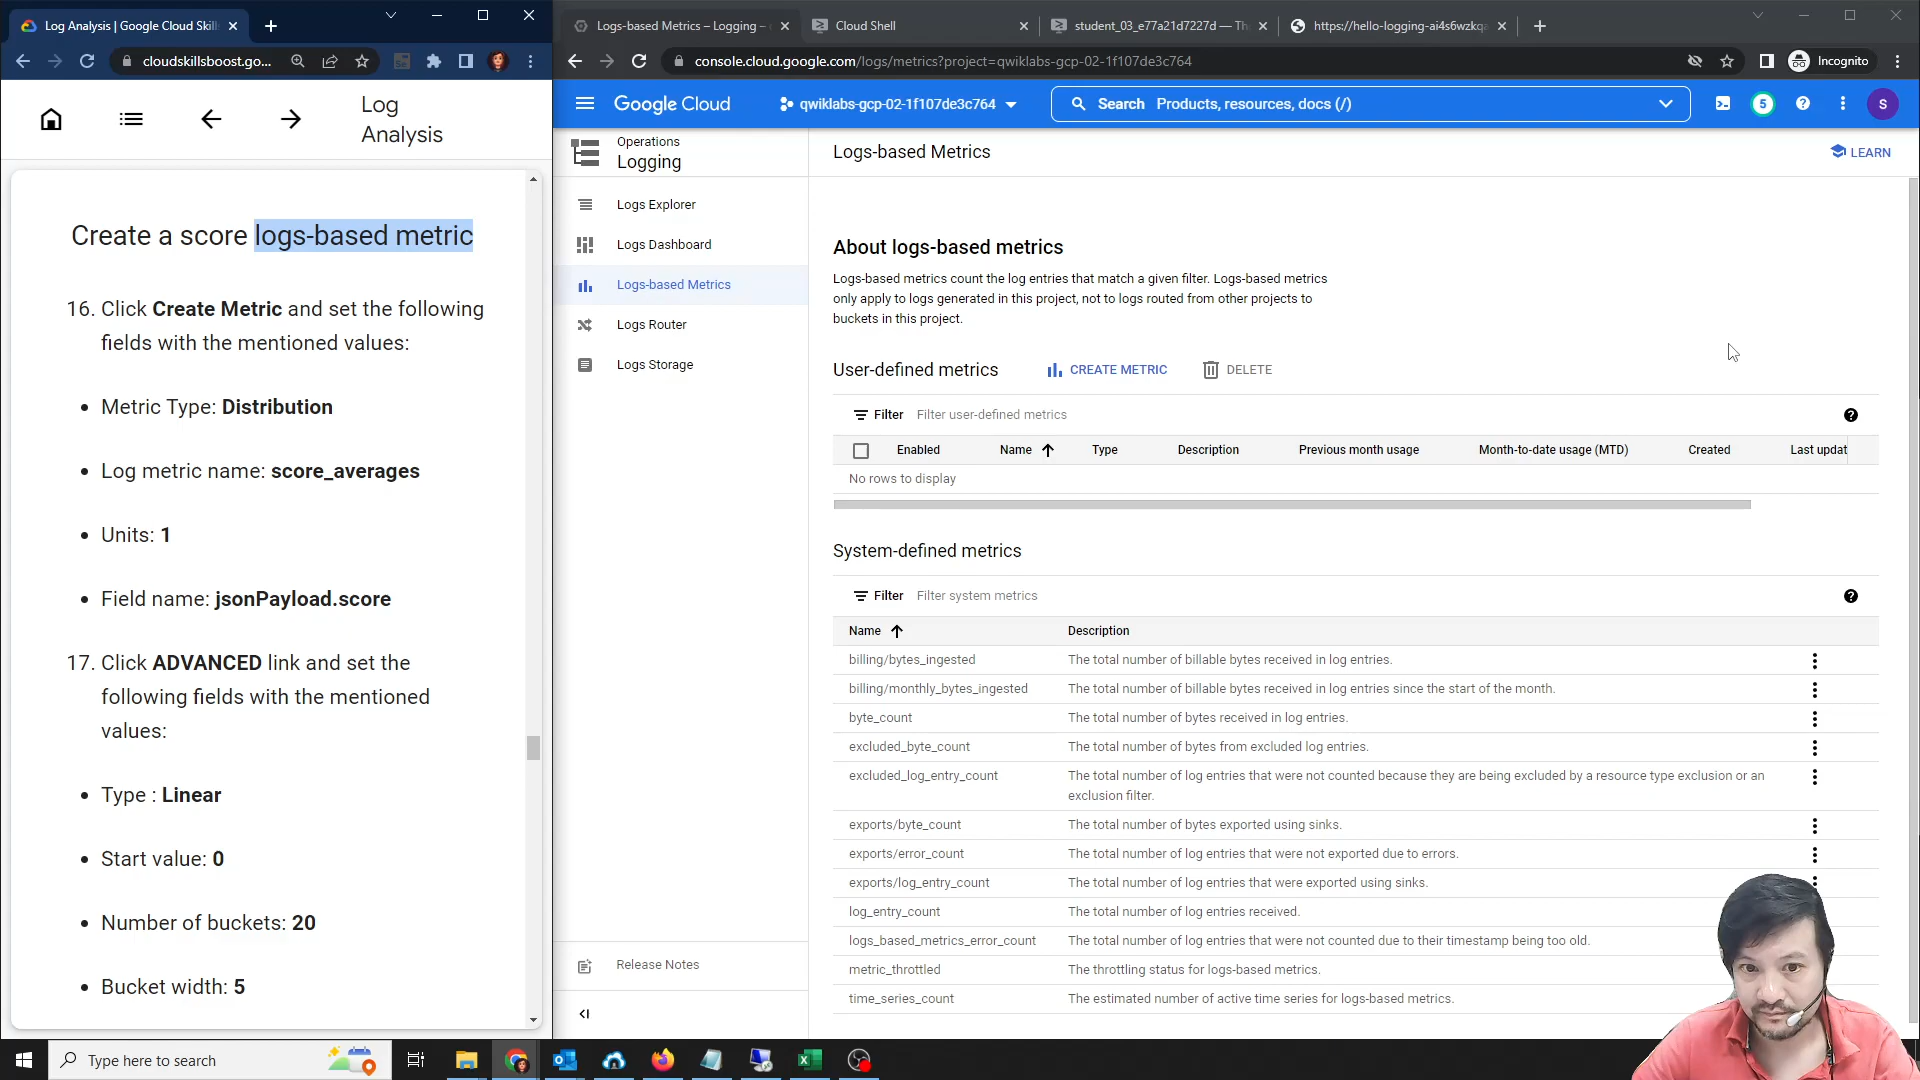 Log Analysis | Google Cloud Skill
cloudskillsboost.go...
Log
Analysis
Create a score logs-based metric
16. Click Create Metric and set the following
fields with the mentioned values:
Metric Type: Distribution
Log metric name: score_averages
Units: 1
Field name: jsonPayload.score
17. Click ADVANCED link and set the
following fields with the mentioned
values:
Type : Linear
Start value: 0
Number of buckets: 20
Bucket width: 5
Logs-based Metrics – Logging –
Cloud Shell
student_03_e77a21d7227d — Th
https://hello-logging-ai4s6wzkqa
console.cloud.google.com/logs/metrics?project=qwiklabs-gcp-02-1f107de3c764
Incognito
Google Cloud
qwiklabs-gcp-02-1f107de3c764
Search Products, resources, docs (/)
5
S
Operations
Logging
Logs-based Metrics
LEARN
Logs Explorer
Logs Dashboard
Logs-based Metrics
Logs Router
Logs Storage
Release Notes
About logs-based metrics
Logs-based metrics count the log entries that match a given filter. Logs-based metrics
only apply to logs generated in this project, not to logs routed from other projects to
buckets in this project.
User-defined metrics CREATE METRIC DELETE
Filter Filter user-defined metrics
Enabled Name Type Description Previous month usage Month-to-date usage (MTD) Created Last updat
No rows to display
System-defined metrics
Filter Filter system metrics
Name Description
billing/bytes_ingested The total number of billable bytes received in log entries.
billing/monthly_bytes_ingested The total number of billable bytes received in log entries since the start of the month.
byte_count The total number of bytes received in log entries.
excluded_byte_count The total number of bytes from excluded log entries.
excluded_log_entry_count The total number of log entries that were not counted because they are being excluded by a resource type exclusion or an
exclusion filter.
exports/byte_count The total number of bytes exported using sinks.
exports/error_count The total number of log entries that were not exported due to errors.
exports/log_entry_count The total number of log entries that were exported using sinks.
log_entry_count The total number of log entries received.
logs_based_metrics_error_count The total number of log entries that were not counted due to their timestamp being too old.
metric_throttled The throttling status for logs-based metrics.
time_series_count The estimated number of active time series for logs-based metrics.
Type here to search